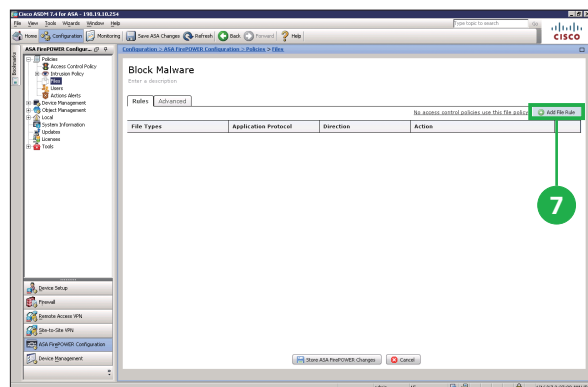 Cisco ASDM 7.4 for ASA - 198.19.10.254
File View Tools Wizards Window Help
Type topic to search
Go
Home Configuration Monitoring Save ASA Changes Refresh Back Forward Help
CISCO
Bookmarks
ASA FirePOWER Configur...
Configuration > ASA FirePOWER Configuration > Policies > Files
Policies
Access Control Policy
Intrusion Policy
Files
Users
Actions Alerts
Device Management
Object Management
Local
System Information
Updates
Licenses
Tools
Block Malware
Enter a description
Rules Advanced
No access control policies use this file policy
Add File Rule
File Types Application Protocol Direction Action
7
Device Setup
Firewall
Remote Access VPN
Site-to-Site VPN
ASA FirePOWER Configuration
Device Management
Store ASA FirePOWER Changes Cancel